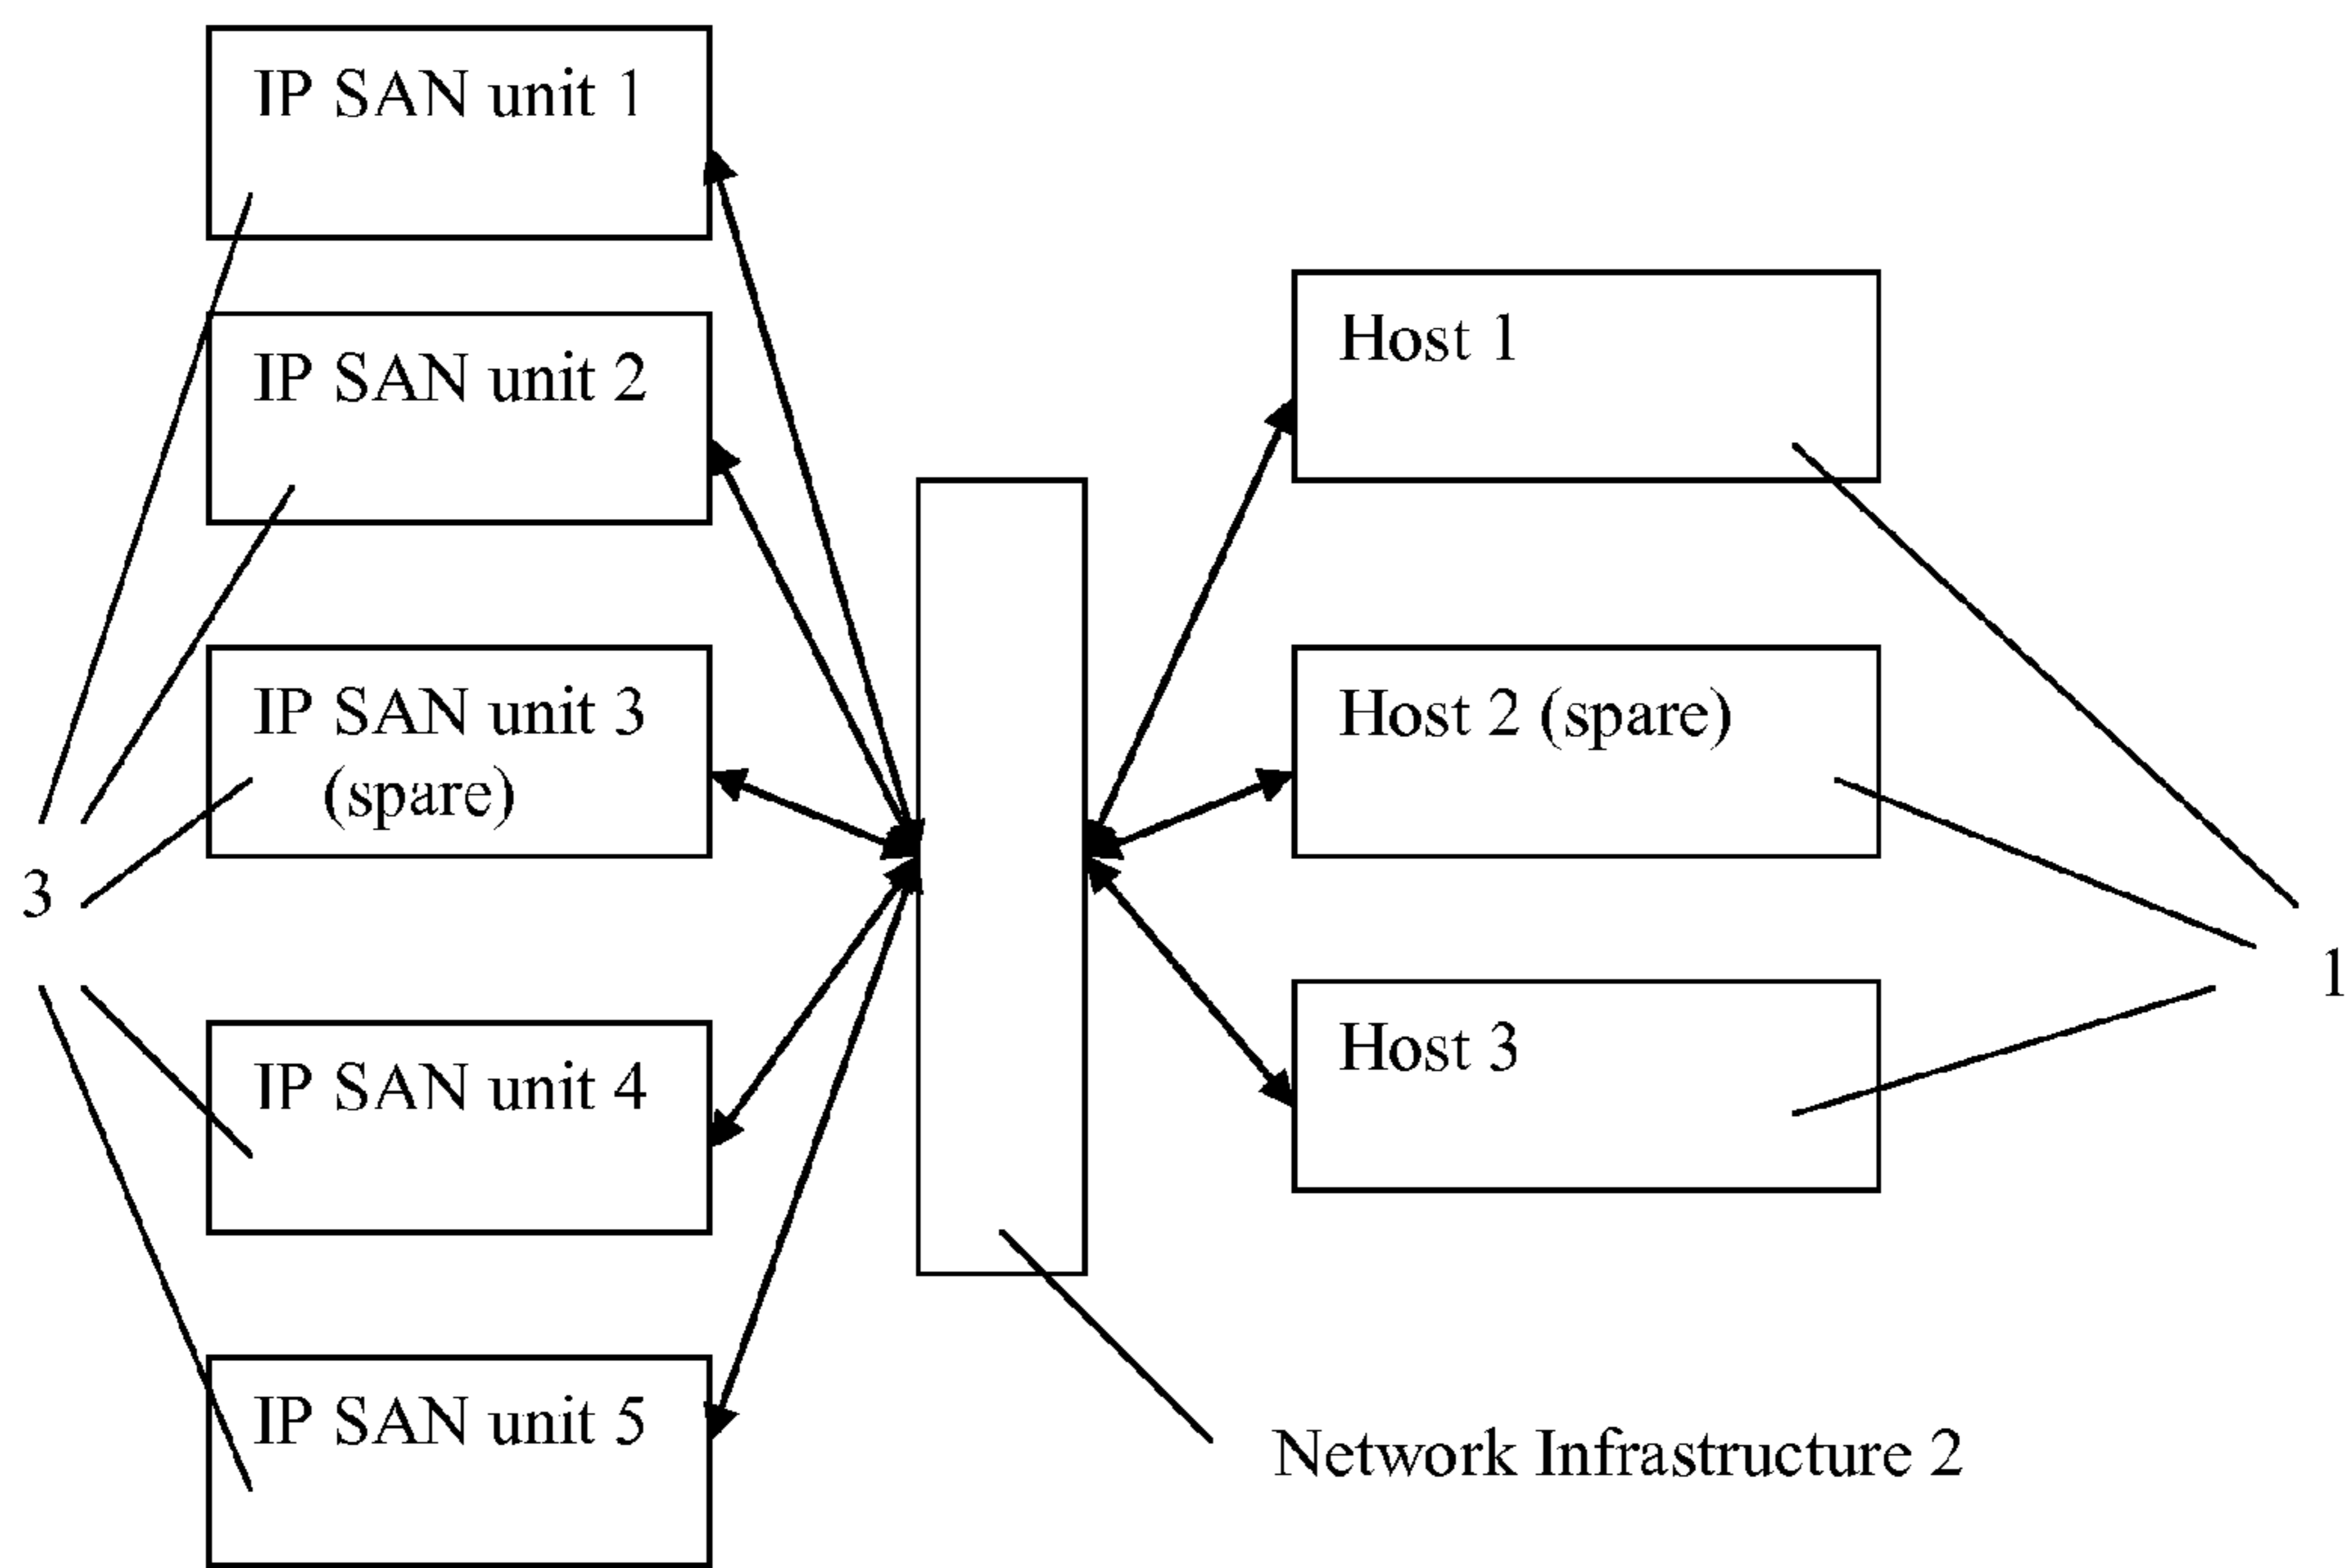 IP SAN unit 1
IP SAN unit 2
IP SAN unit 3
(spare)
IP SAN unit 4
IP SAN unit 5
3
Host 1
Host 2 (spare)
Host 3
1
Network Infrastructure 2